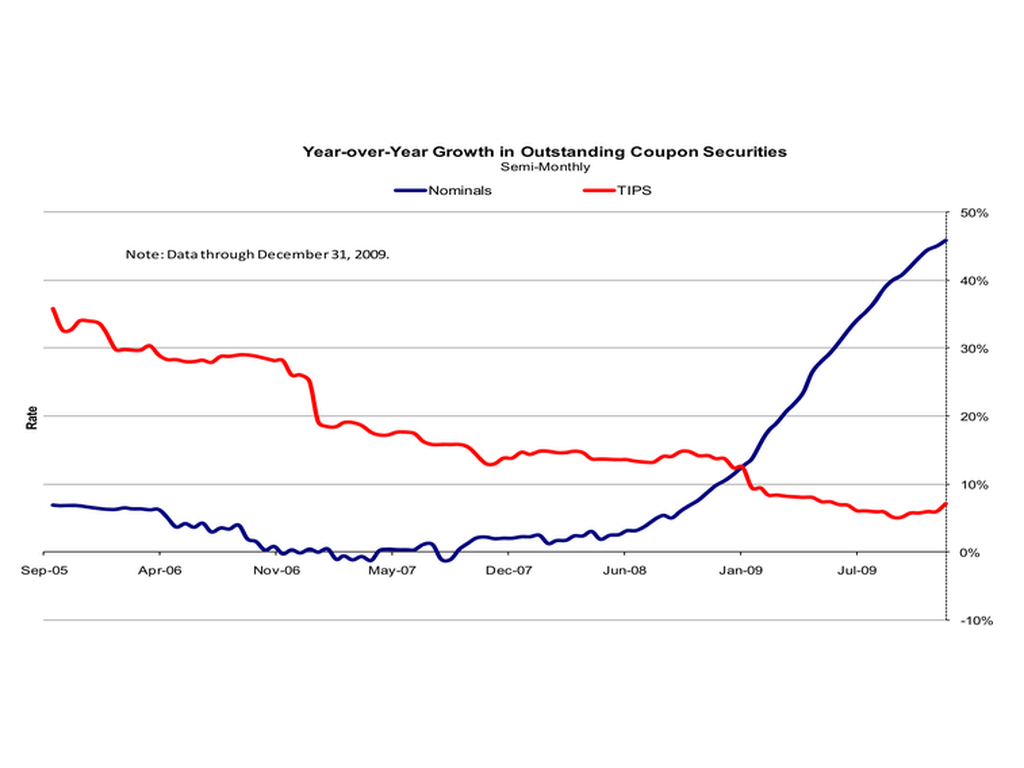 Year-over-Year Growth in Outstanding Coupon Securities
Semi-Monthly
Nominals TIPS
50%
Note: Data through December 31, 2009.
40%
30%
20%
Rate
10%
0%
Sep-05 Apr-06 Nov-06 May-07 Dec-07 Jun-08 Jan-09 Jul-09
-10%